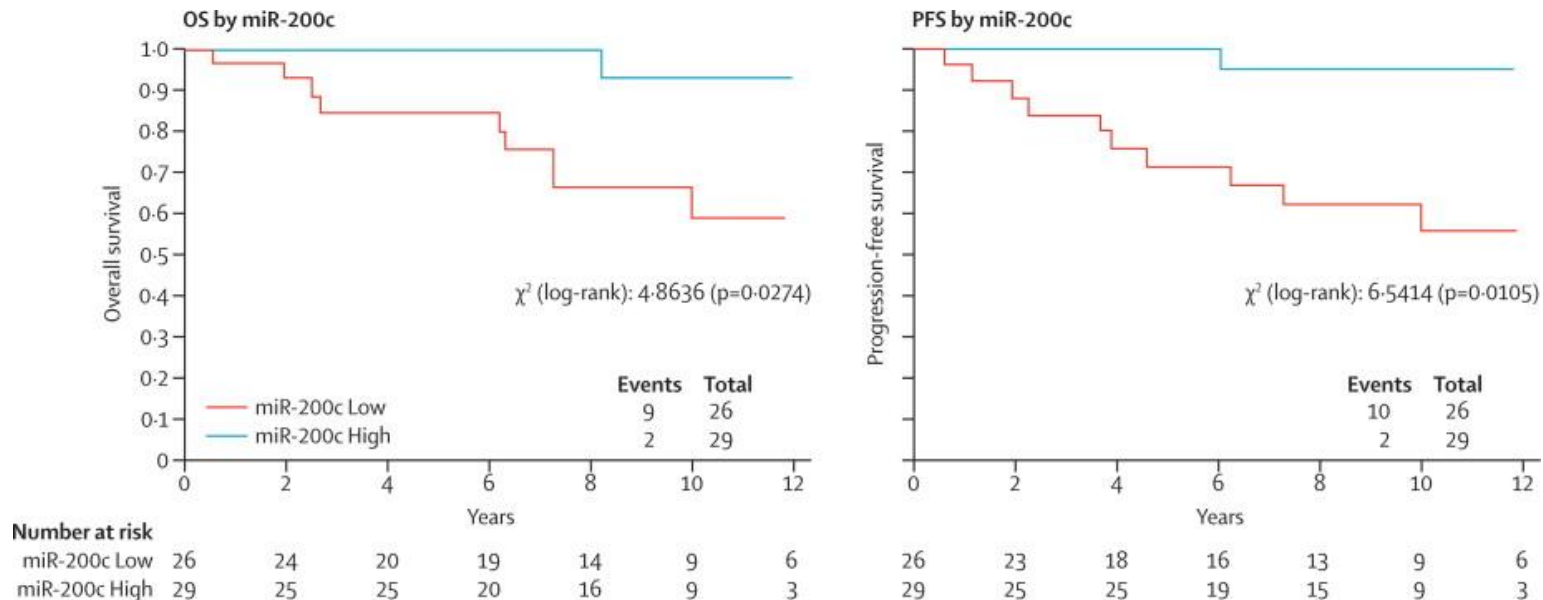 OS by miR-200c
1·0
0·9
0·8
0·7
0·6
0·5
0·4
0·3
0·2
0·1
0
Overall survival
χ² (log-rank): 4·8636 (p=0·0274)
Events Total
miR-200c Low 9 26
miR-200c High 2 29
0 2 4 6 8 10 12
Years
PFS by miR-200c
Progression-free survival
χ² (log-rank): 6·5414 (p=0·0105)
Events Total
10 26
2 29
0 2 4 6 8 10 12
Years
Number at risk
miR-200c Low 26 24 20 19 14 9 6 26 23 18 16 13 9 6
miR-200c High 29 25 25 20 16 9 3 29 25 25 19 15 9 3